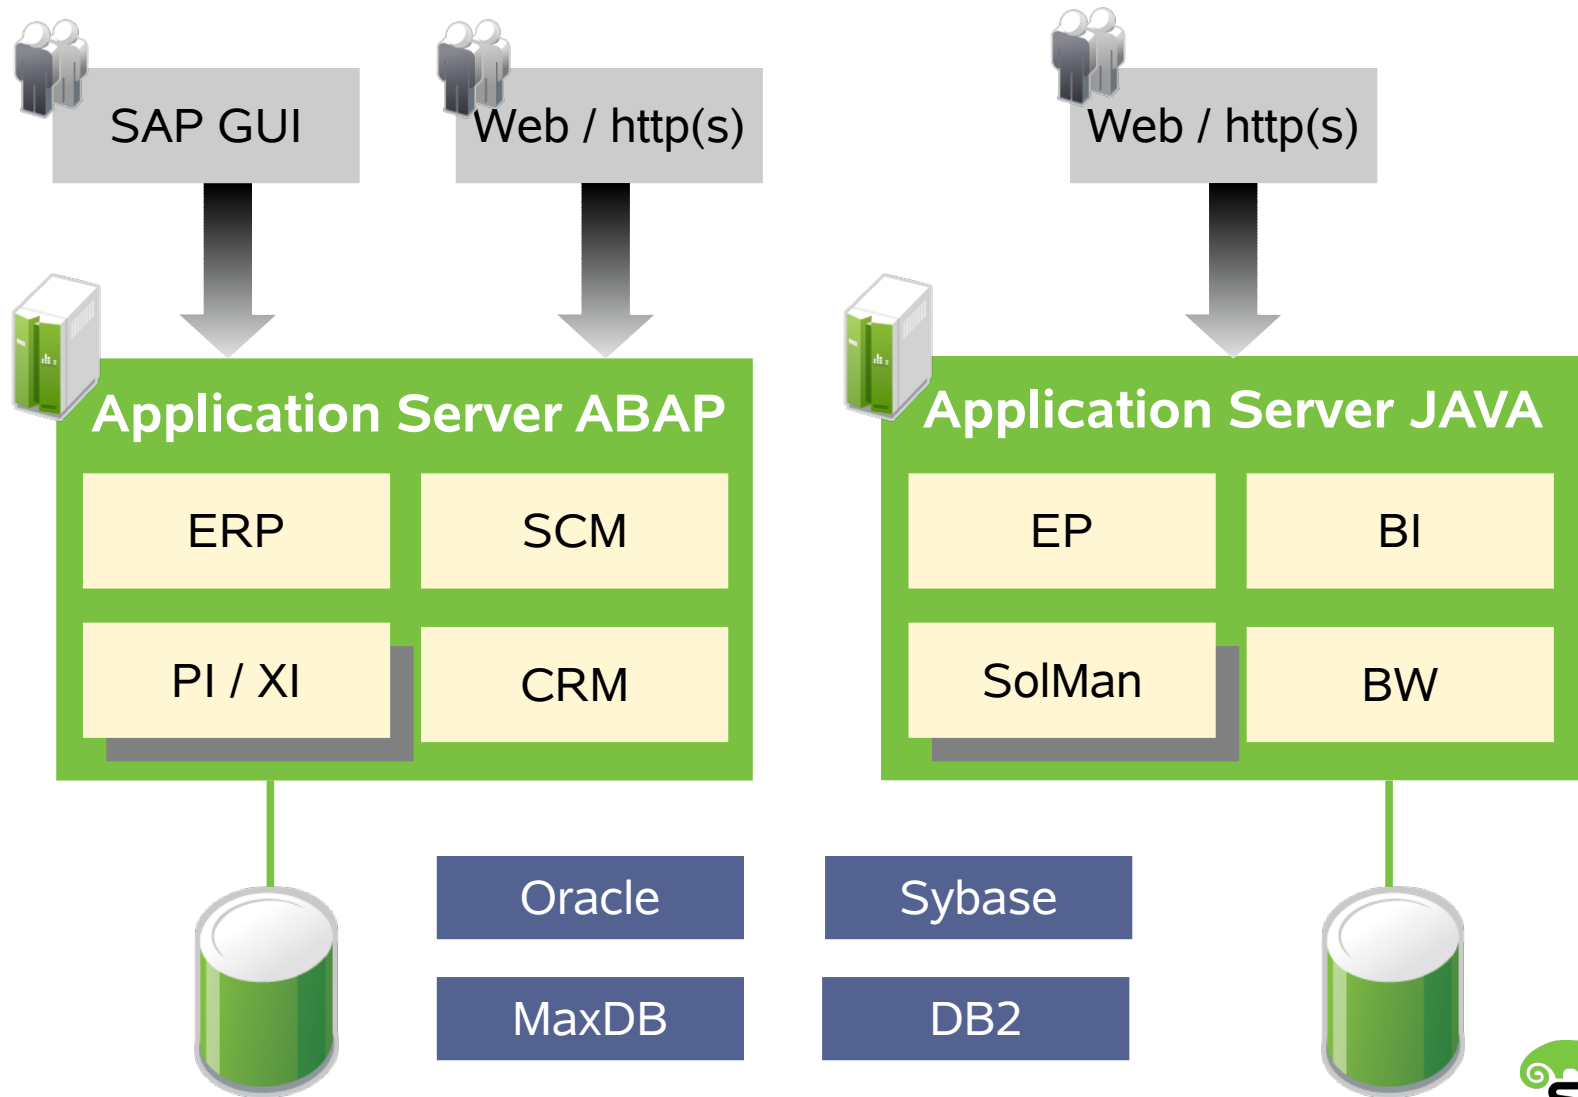 SAP GUI
Web / http(s)
Web / http(s)
Application Server ABAP
ERP
SCM
PI / XI
CRM
Application Server JAVA
EP
BI
SolMan
BW
Oracle
Sybase
MaxDB
DB2